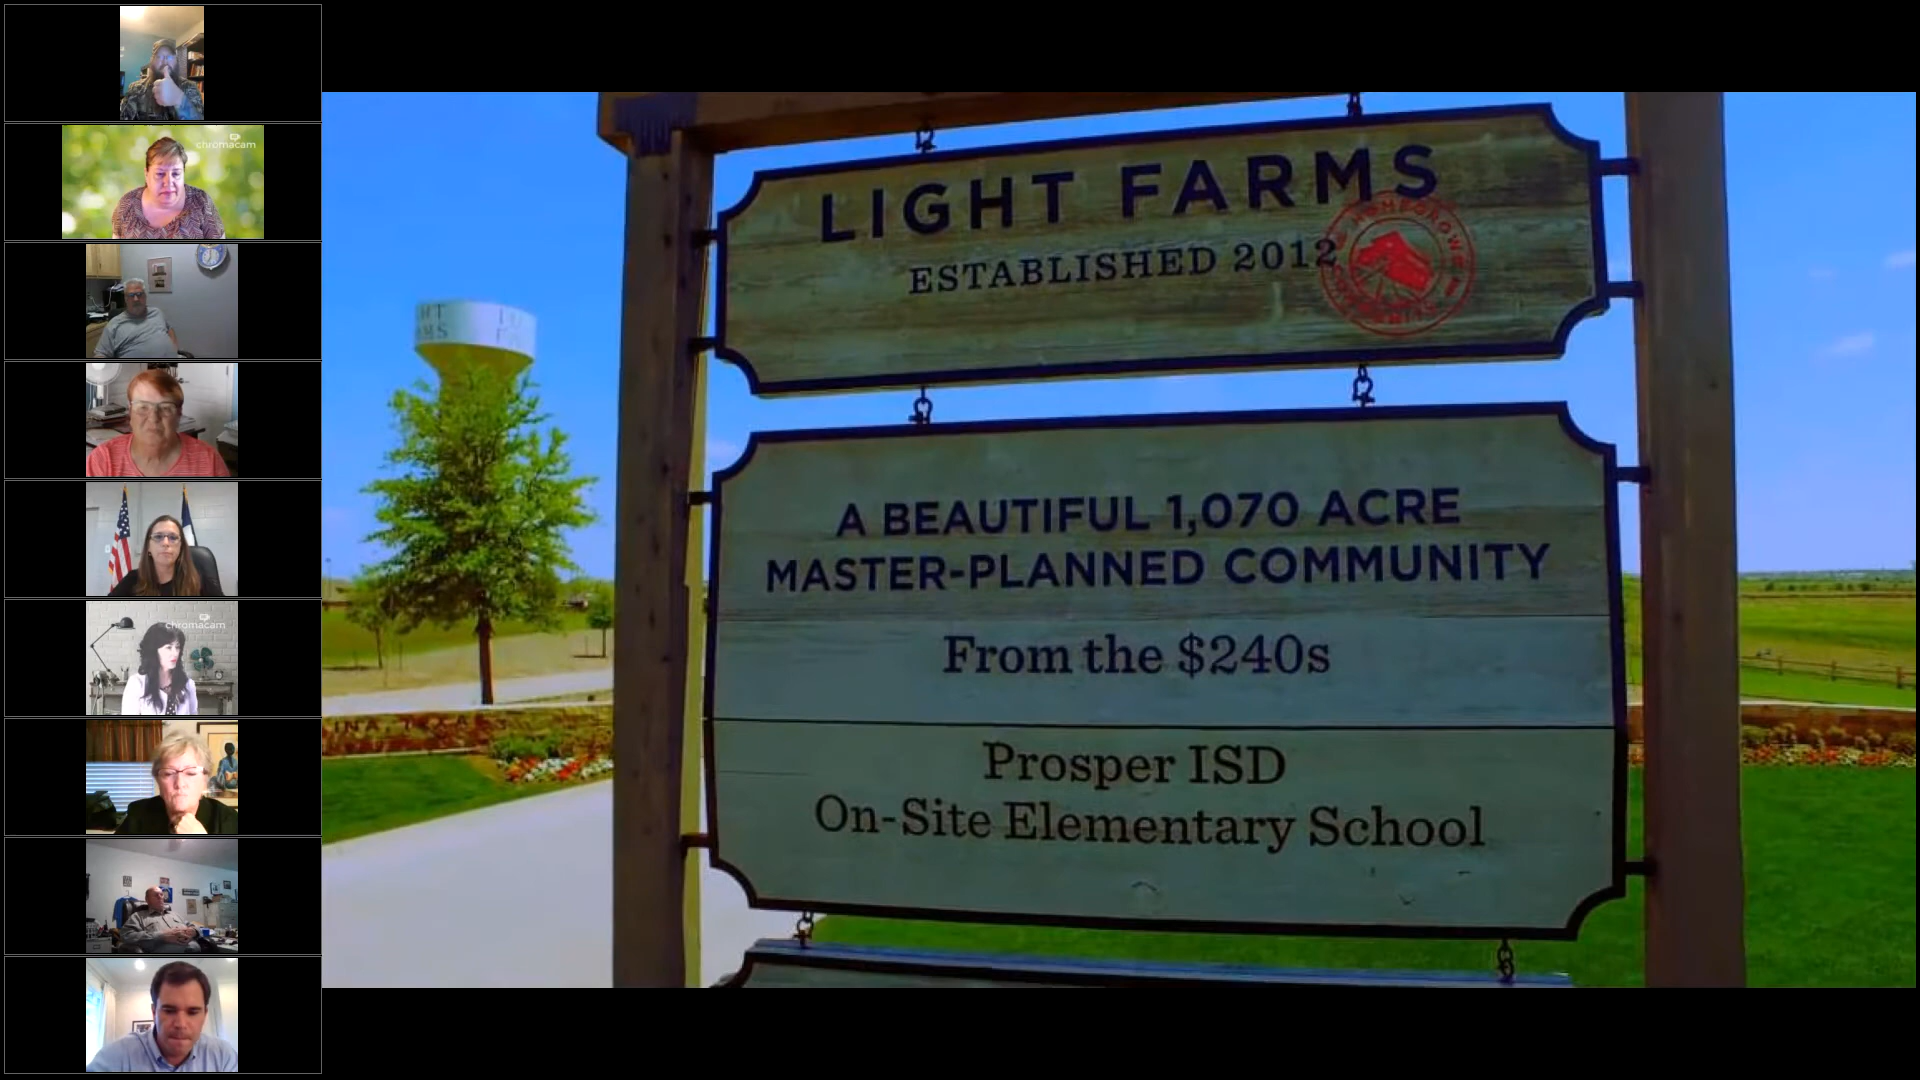 chromacam
chromacam
LIGHT FARMS
ESTABLISHED 2012
A BEAUTIFUL 1,070 ACRE
MASTER-PLANNED COMMUNITY
From the $240s
Prosper ISD
On-Site Elementary School